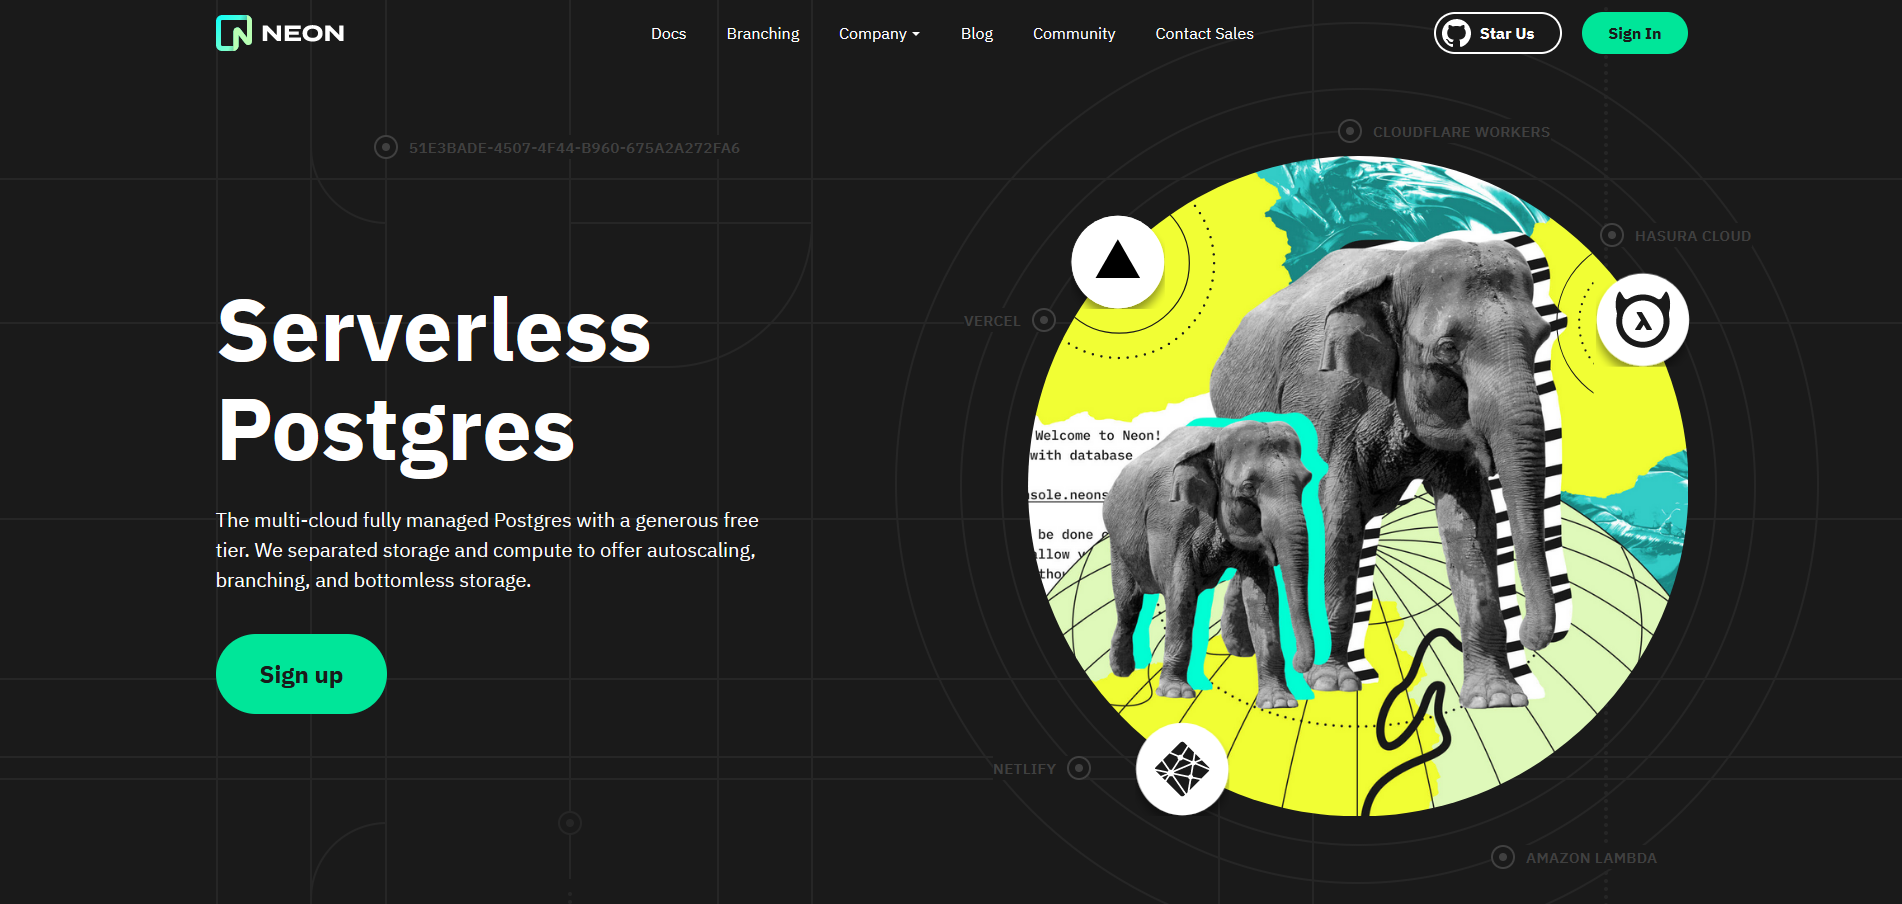 NEON
Docs
Branching
Company
Blog
Community
Contact Sales
Star Us
Sign In
51E3BADE-4507-4F44-B960-675A2A272FA6
CLOUDFLARE WORKERS
HASURA CLOUD
VERCEL
Serverless
Postgres
The multi-cloud fully managed Postgres with a generous free
tier. We separated storage and compute to offer autoscaling,
branching, and bottomless storage.
Sign up
Welcome to Neon!
with database
sole.neons
be done
llow
thou
NETLIFY
AMAZON LAMBDA